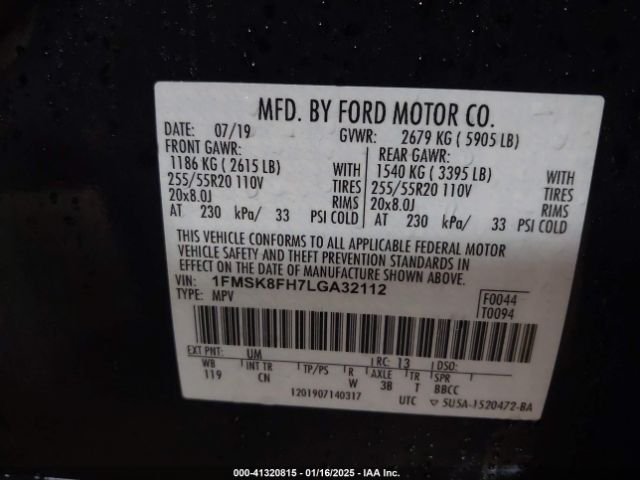 MFD. BY FORD MOTOR CO.
DATE: 07/19 GVWR: 2679 KG ( 5905 LB)
FRONT GAWR: REAR GAWR:
1186 KG ( 2615 LB) WITH 1540 KG ( 3395 LB) WITH
255/55R20 110V TIRES 255/55R20 110V TIRES
20x8.0J RIMS 20x8.0J RIMS
AT 230 kPa/ 33 PSI COLD AT 230 kPa/ 33 PSI COLD
THIS VEHICLE CONFORMS TO ALL APPLICABLE FEDERAL MOTOR
VEHICLE SAFETY AND THEFT PREVENTION STANDARDS IN
EFFECT ON THE DATE OF MANUFACTURE SHOWN ABOVE.
VIN: 1FMSK8FH7LGA32112
TYPE: MPV
F0044
T0094
EXT PNT: UM RC: 13 DSO:
WB INT TR TP/PS R AXLE TR SPR
119 CN W 3B T BBCC
1201907140317 UTC ▽ 5U5A-1520472-BA
000-41320815 - 01/16/2025 - IAA Inc.